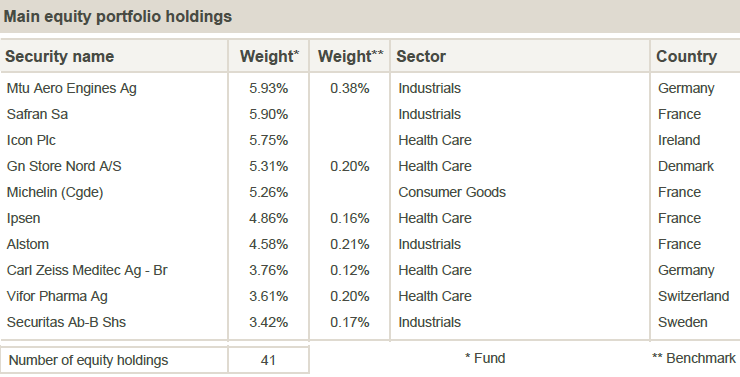 Main equity portfolio holdings
Security name Weight* Weight** Sector Country
Mtu Aero Engines Ag 5.93% 0.38% Industrials Germany
Safran Sa 5.90% Industrials France
Icon Plc 5.75% Health Care Ireland
Gn Store Nord A/S 5.31% 0.20% Health Care Denmark
Michelin (Cgde) 5.26% Consumer Goods France
Ipsen 4.86% 0.16% Health Care France
Alstom 4.58% 0.21% Industrials France
Carl Zeiss Meditec Ag - Br 3.76% 0.12% Health Care Germany
Vifor Pharma Ag 3.61% 0.20% Health Care Switzerland
Securitas Ab-B Shs 3.42% 0.17% Industrials Sweden
Number of equity holdings 41 * Fund ** Benchmark